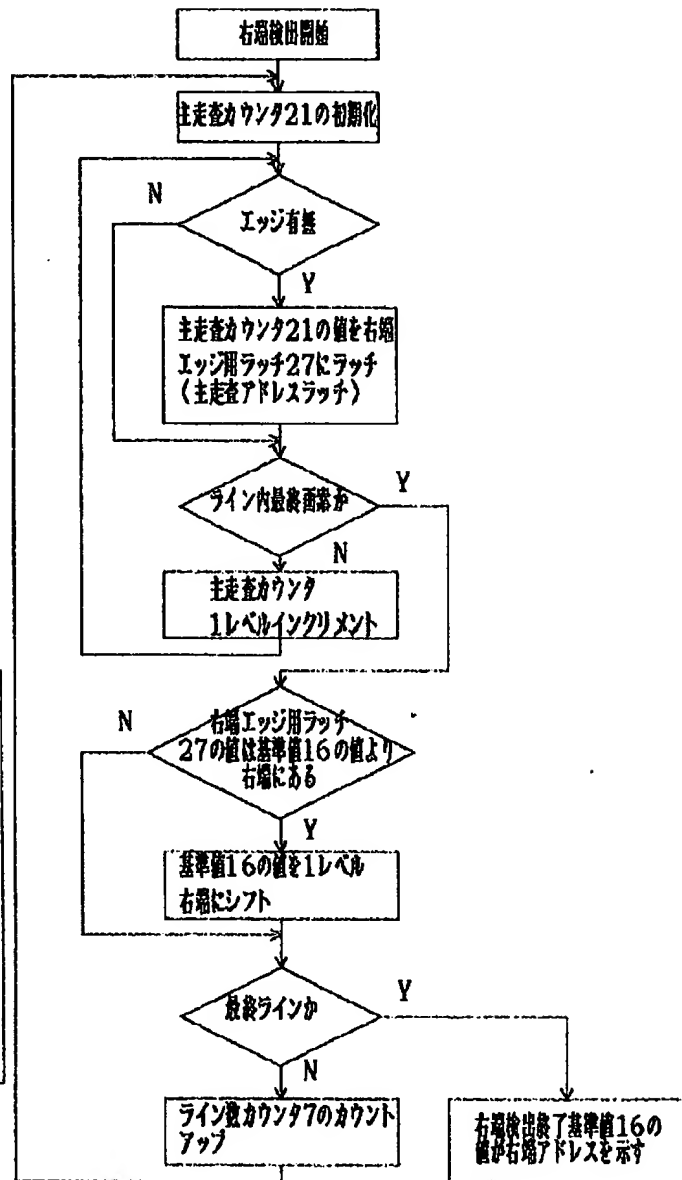 右端検出開始
主走査カウンタ21の初期化
N
エッジ有無
Y
主走査カウンタ21の値を右端
エッジ用ラッチ27にラッチ
(主走査アドレスラッチ)
ライン内最終画素か
Y
N
主走査カウンタ
1レベルインクリメント
N
右端エッジ用ラッチ
27の値は基準値16の値より
右端にある
Y
基準値16の値を1レベル
右端にシフト
最終ラインか
Y
N
ライン数カウンタ7のカウント
アップ
右端検出終了基準値16の
値が右端アドレスを示す